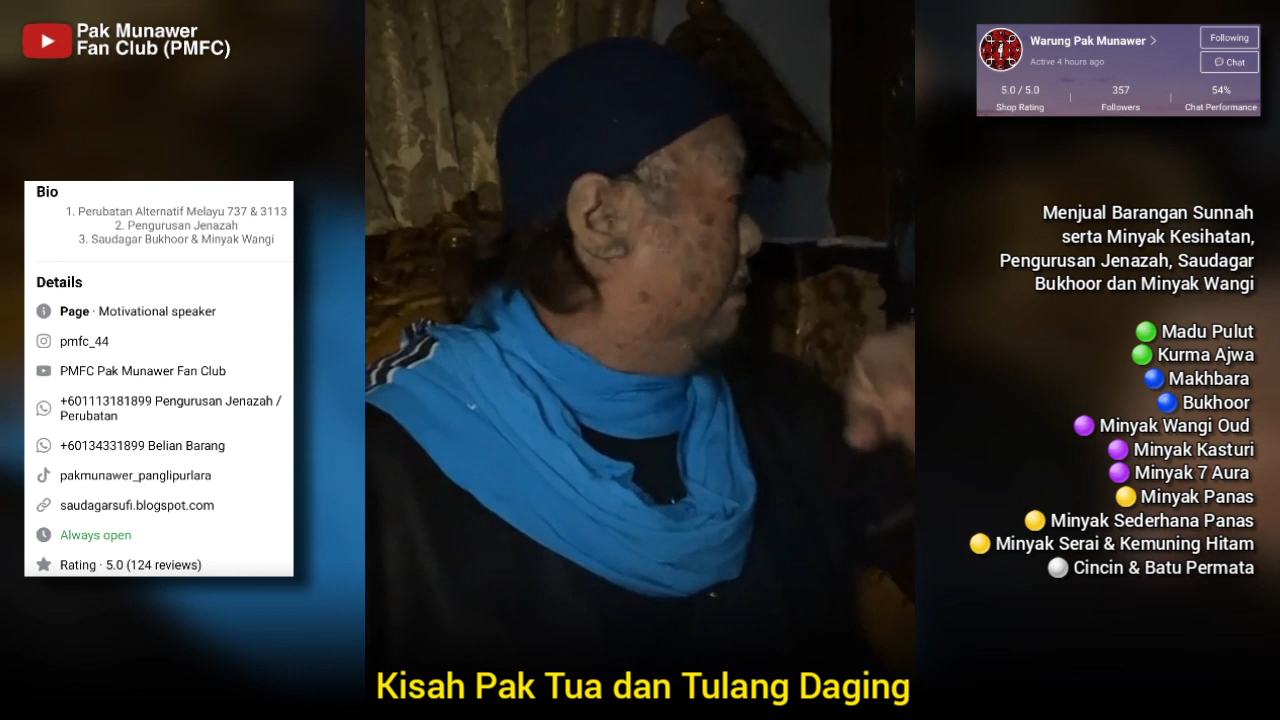 Pak Munawer
Fan Club (PMFC)
Bio
1. Perubatan Alternatif Melayu 737 & 3113
2. Pengurusan Jenazah
3. Saudagar Bukhoor & Minyak Wangi
Details
Page · Motivational speaker
pmfc_44
PMFC Pak Munawer Fan Club
+601113181899 Pengurusan Jenazah /
Perubatan
+60134331899 Belian Barang
pakmunawer_panglipurlara
saudagarsufi.blogspot.com
Always open
Rating · 5.0 (124 reviews)
Warung Pak Munawer >
Following
Active 4 hours ago
Chat
5.0 / 5.0
357
54%
Shop Rating
Followers
Chat Performance
Menjual Barangan Sunnah
serta Minyak Kesihatan,
Pengurusan Jenazah, Saudagar
Bukhoor dan Minyak Wangi
Madu Pulut
Kurma Ajwa
Makhbara
Bukhoor
Minyak Wangi Oud
Minyak Kasturi
Minyak 7 Aura
Minyak Panas
Minyak Sederhana Panas
Minyak Serai & Kemuning Hitam
Cincin & Batu Permata
Kisah Pak Tua dan Tulang Daging